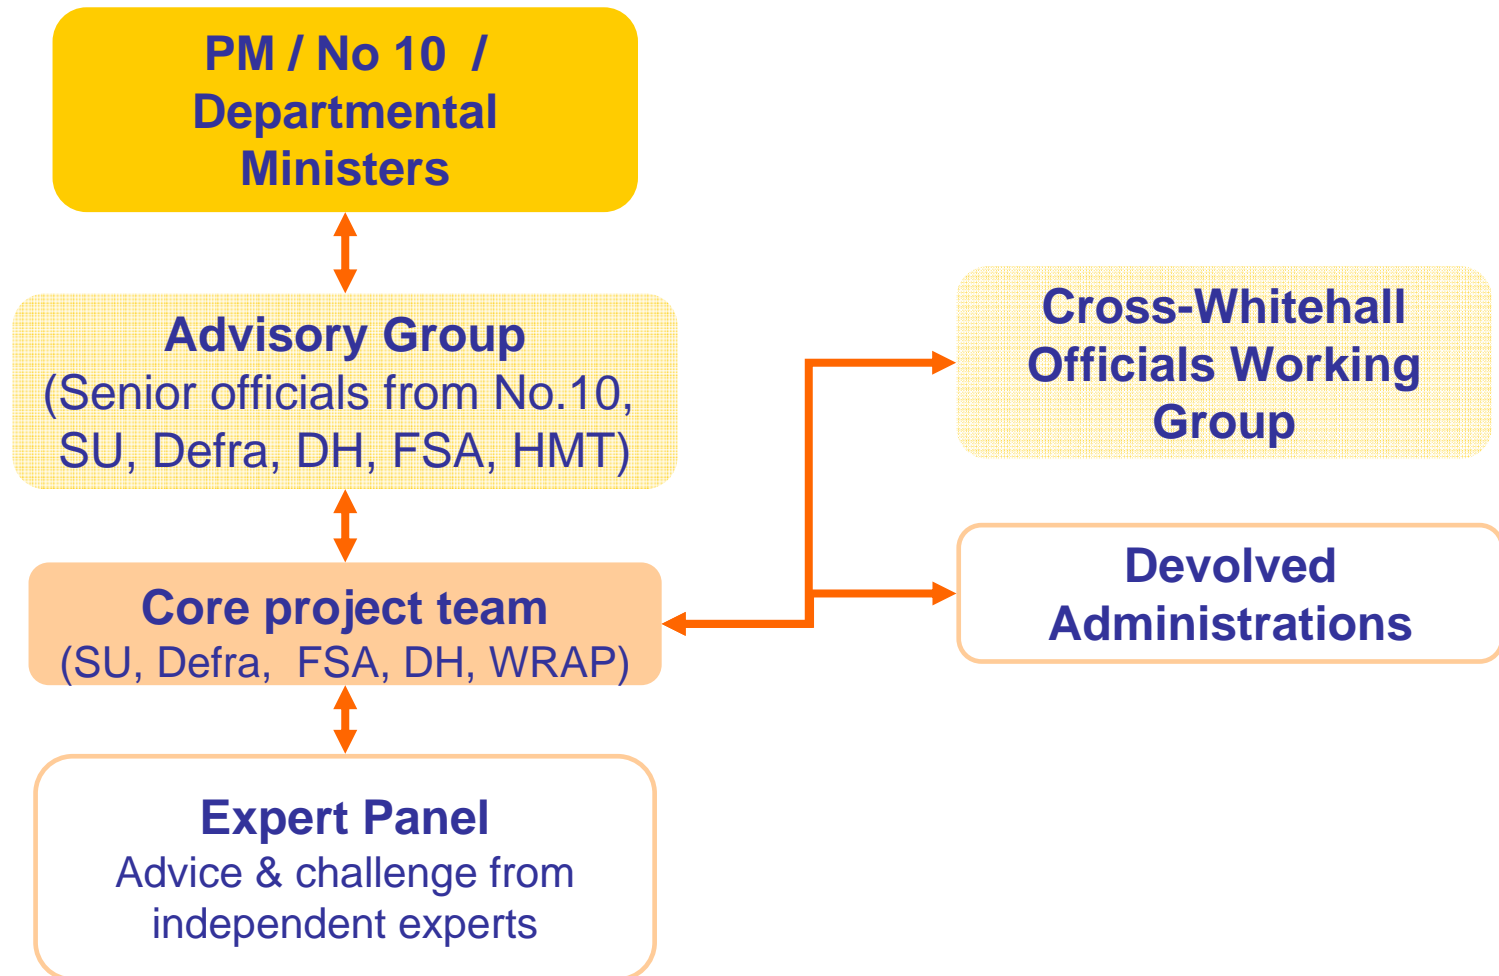 PM / No 10 /
Departmental
Ministers
Advisory Group
(Senior officials from No.10,
SU, Defra, DH, FSA, HMT)
Core project team
(SU, Defra, FSA, DH, WRAP)
Expert Panel
Advice & challenge from
independent experts
Cross-Whitehall
Officials Working
Group
Devolved
Administrations